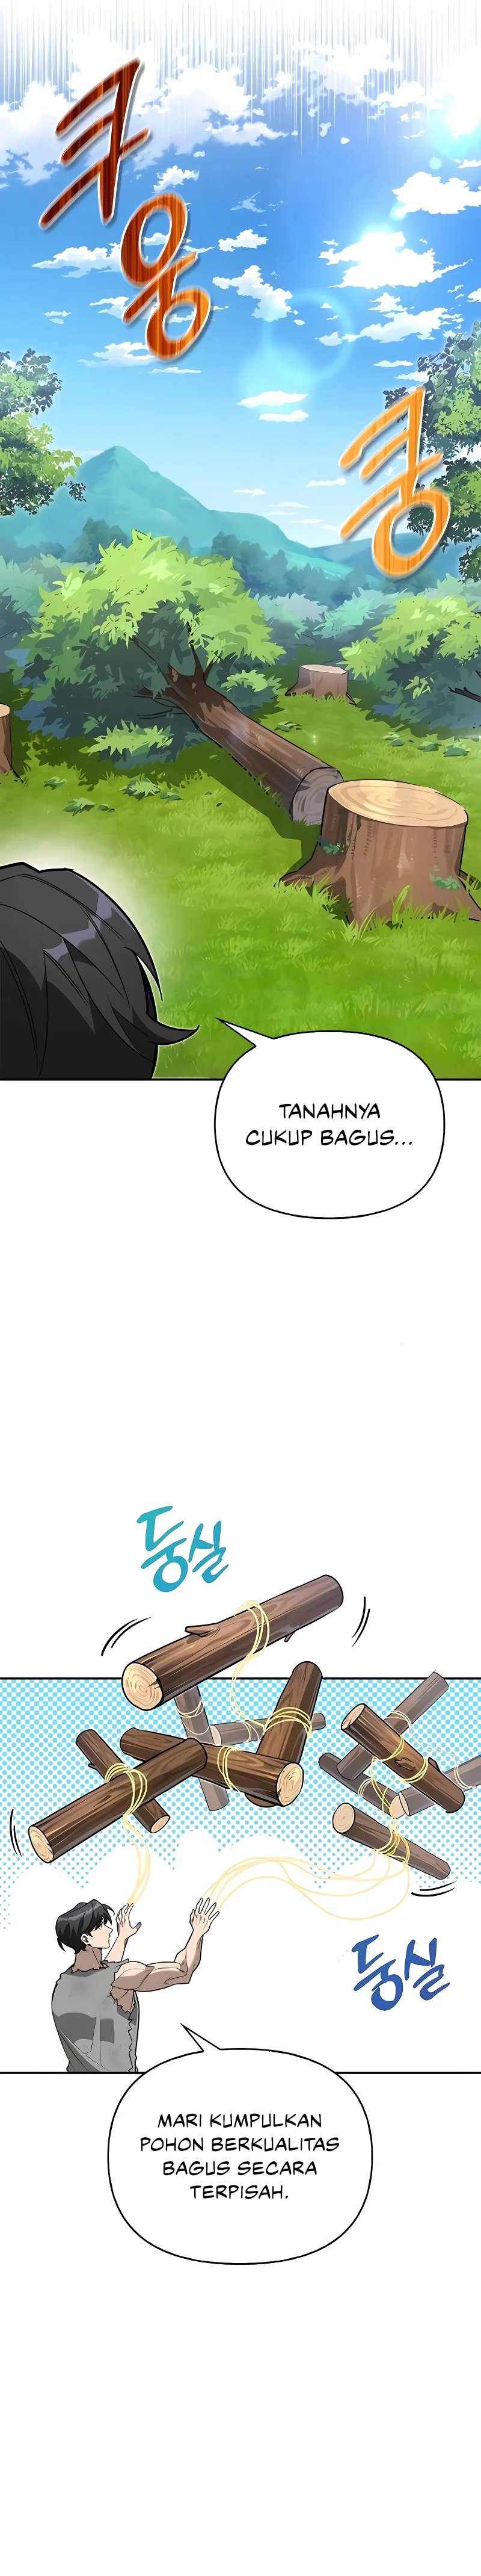 쿠웅
쿵
TANAHNYA
CUKUP BAGUS...
둥실
둥실
MARI KUMPULKAN
POHON BERKUALITAS
BAGUS SECARA
TERPISAH.